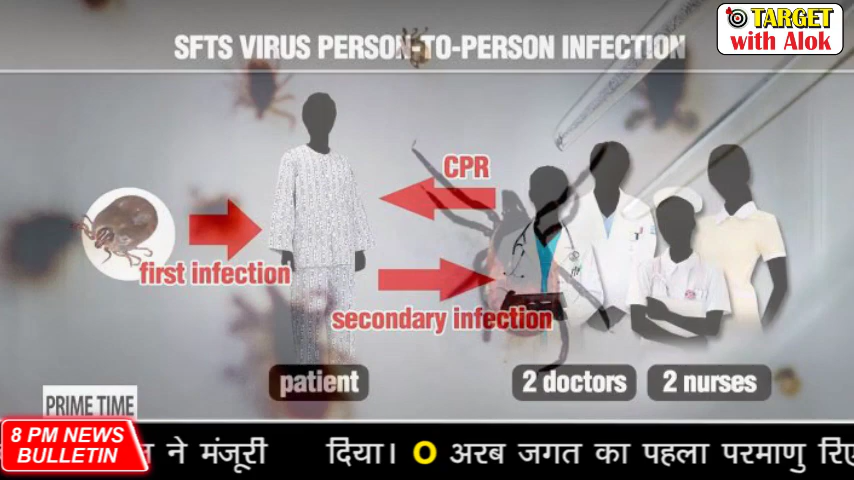 TARGET
with Alok
SFTS VIRUS PERSON-TO-PERSON INFECTION
CPR
first infection
secondary infection
patient
2 doctors
2 nurses
PRIME TIME
8 PM NEWS
BULLETIN
ने मंजूरी दिया। O अरब जगत का पहला परमाणु